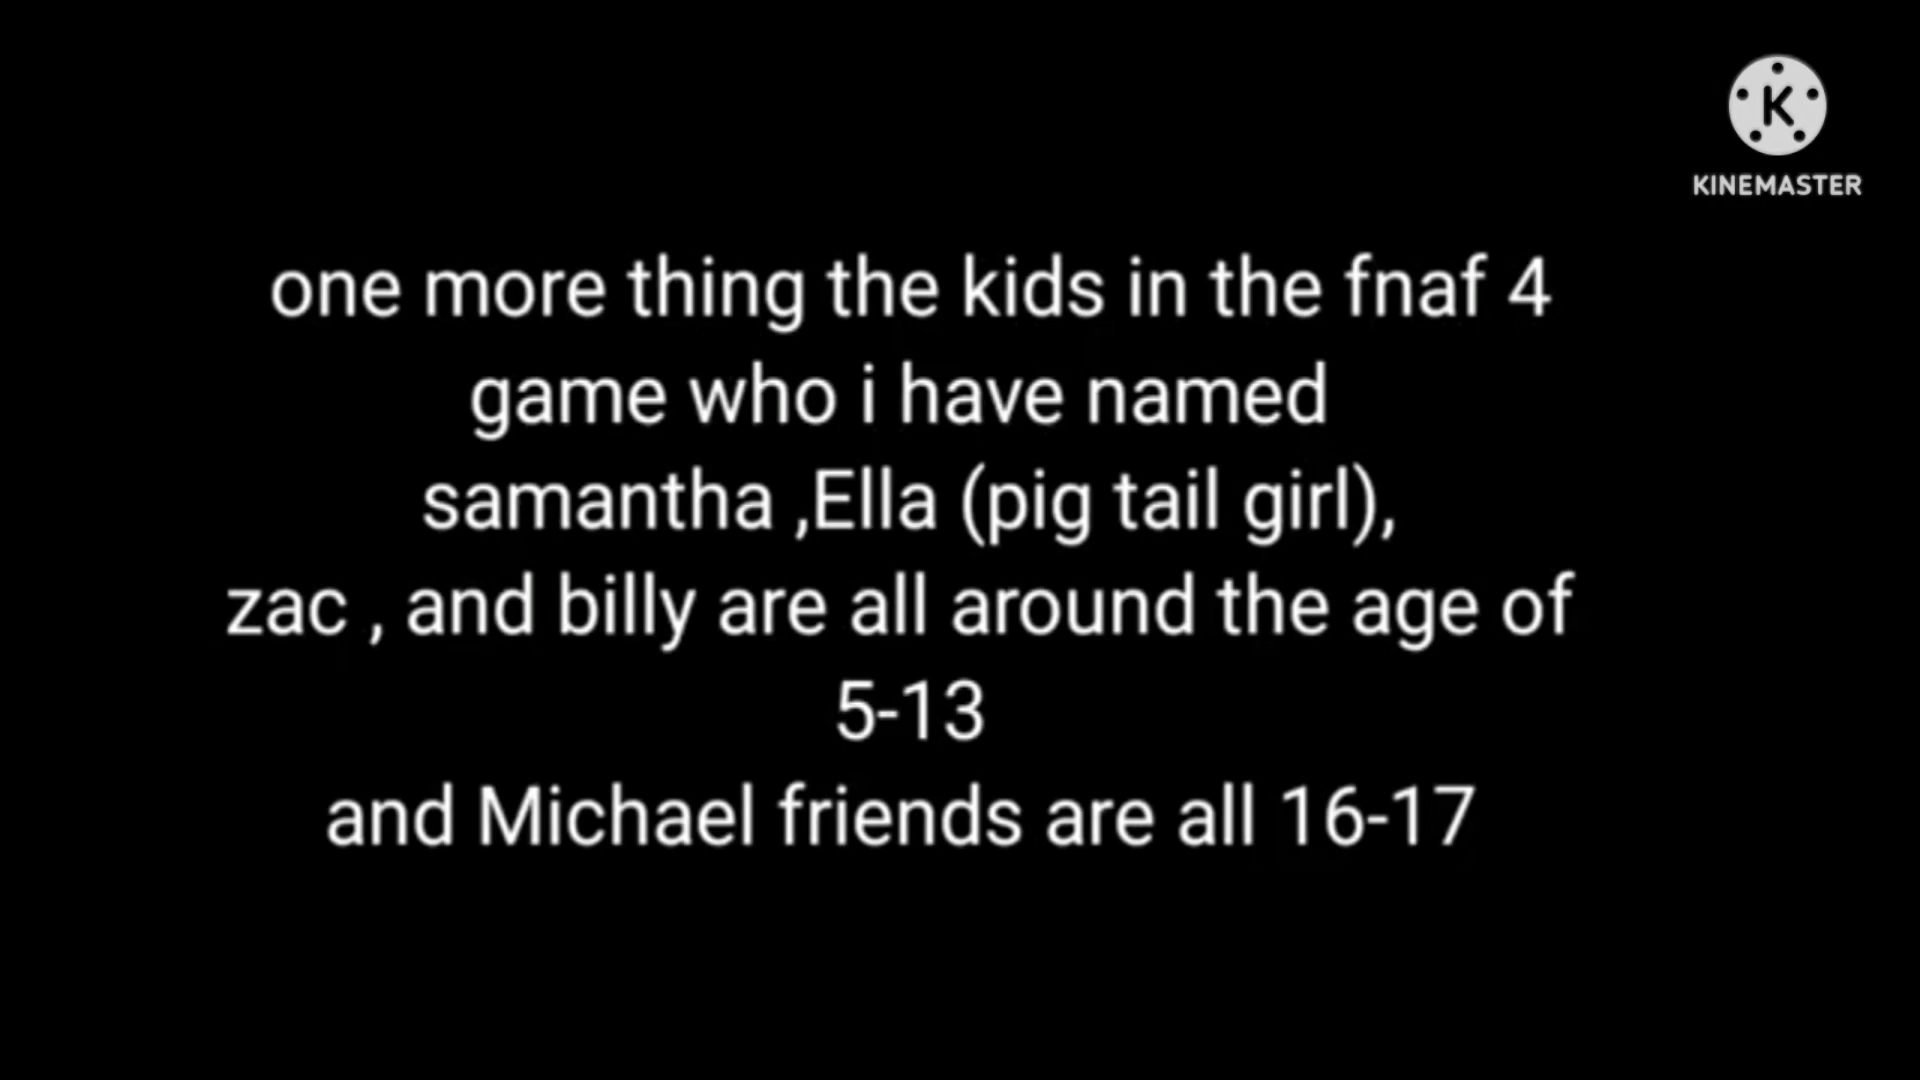 K
KINEMASTER
one more thing the kids in the fnaf 4
game who i have named
samantha ,Ella (pig tail girl),
zac , and billy are all around the age of
5-13
and Michael friends are all 16-17